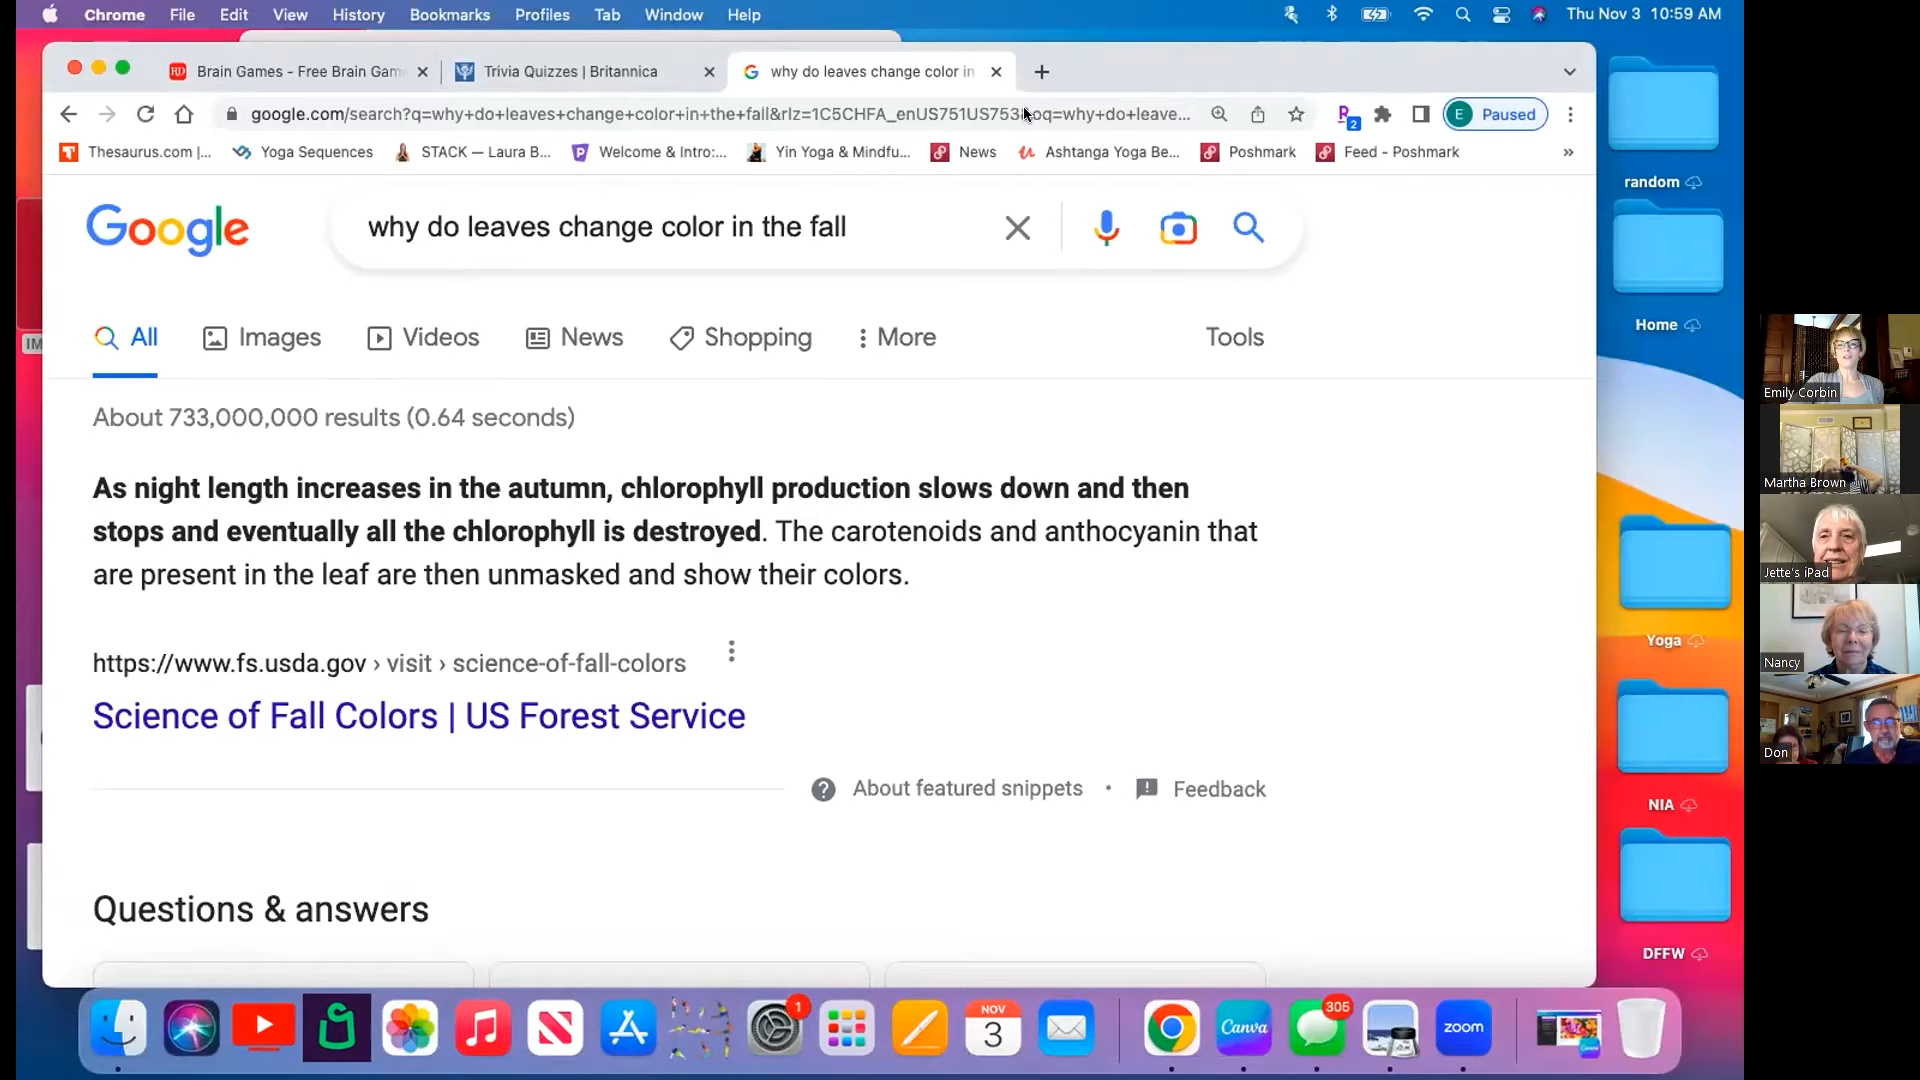 Chrome File Edit View History Bookmarks Profiles Tab Window Help Thu Nov 3 10:59 AM
Brain Games - Free Brain Gam Trivia Quizzes | Britannica why do leaves change color in
google.com/search?q=why+do+leaves+change+color+in+the+fall&rlz=1C5CHFA_enUS751US753&oq=why+do+leave... 2 E Paused
Thesaurus.com |... Yoga Sequences STACK — Laura B... Welcome & Intro:... Yin Yoga & Mindfu... News Ashtanga Yoga Be... Poshmark Feed - Poshmark »
random
Google why do leaves change color in the fall
Home
IM
All Images Videos News Shopping More Tools
About 733,000,000 results (0.64 seconds)
As night length increases in the autumn, chlorophyll production slows down and then
stops and eventually all the chlorophyll is destroyed. The carotenoids and anthocyanin that
are present in the leaf are then unmasked and show their colors.
https://www.fs.usda.gov › visit › science-of-fall-colors
Science of Fall Colors | US Forest Service
About featured snippets • Feedback
Questions & answers
Yoga
NIA
DFFW
Emily Corbin
Martha Brown
Jette's iPad
Nancy
Don
1 NOV 3 Canva 305 zoom